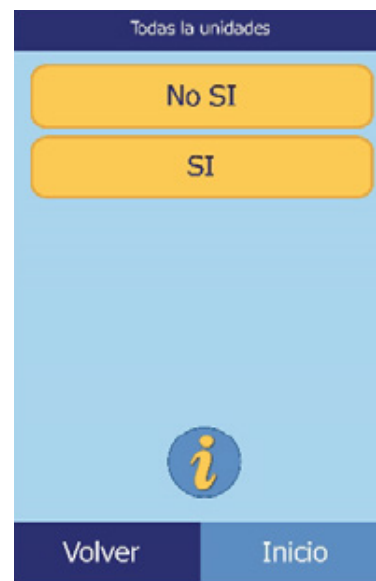 Todas la unidades
No SI
SI
i
Volver
Inicio